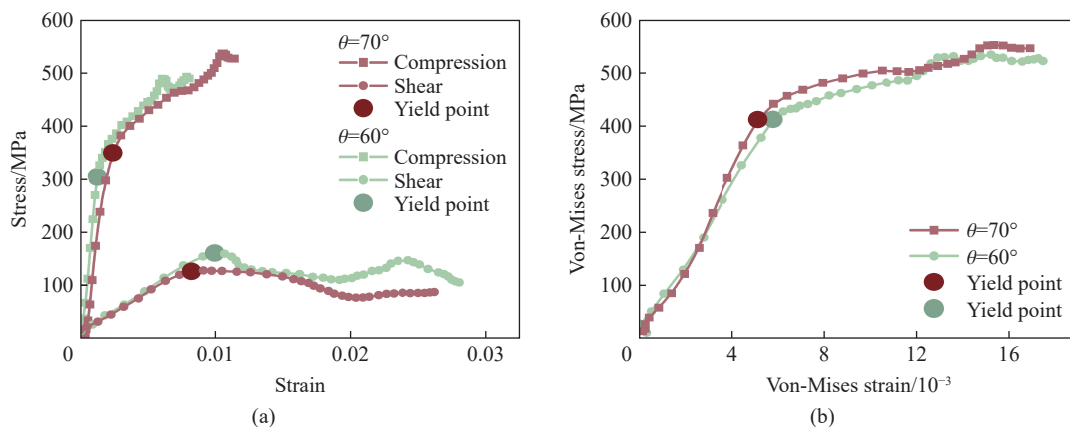 600
500
400
300
200
100
0
0.01
0.02
0.03
Stress/MPa
Strain
θ=70°
Compression
Shear
Yield point
θ=60°
Compression
Shear
Yield point
(a)
600
500
400
300
200
100
0
4
8
12
16
Von-Mises stress/MPa
Von-Mises strain/10⁻³
θ=70°
θ=60°
Yield point
Yield point
(b)